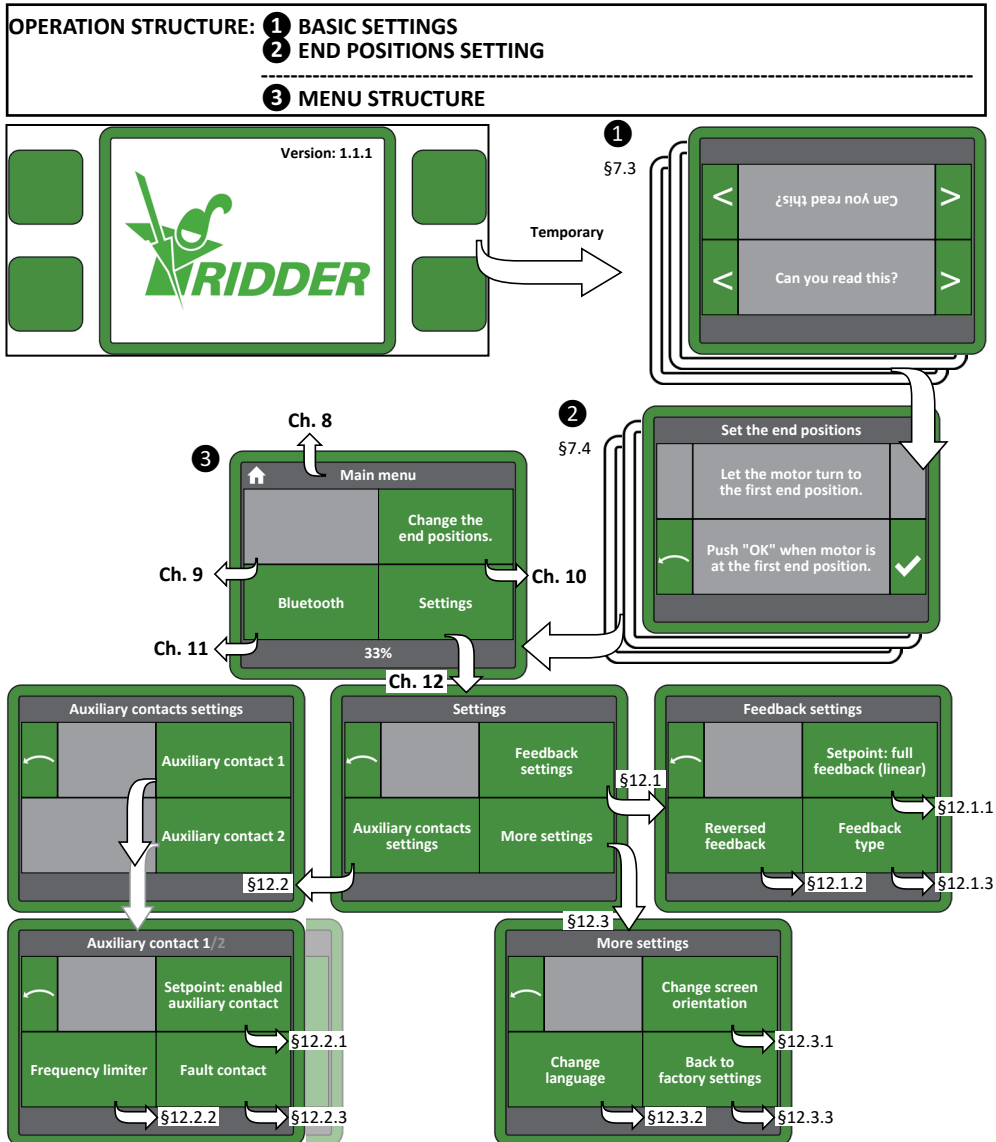 OPERATION STRUCTURE: ❶ BASIC SETTINGS
❷ END POSITIONS SETTING
❸ MENU STRUCTURE
Version: 1.1.1
RIDDER
Temporary
❶
§7.3
Can you read this?
<
>
Can you read this?
<
>
❷
§7.4
Set the end positions
Let the motor turn to
the first end position.
Push "OK" when motor is
at the first end position.
Ch. 8
❸
Main menu
Change the
end positions.
Ch. 9
Ch. 10
Bluetooth
Settings
Ch. 11
33%
Ch. 12
Auxiliary contacts settings
Auxiliary contact 1
Auxiliary contact 2
§12.2
Settings
Feedback
settings
§12.1
Auxiliary contacts
settings
More settings
§12.3
Feedback settings
Setpoint: full
feedback (linear)
§12.1.1
Reversed
feedback
Feedback
type
§12.1.2
§12.1.3
Auxiliary contact 1/2
Setpoint: enabled
auxiliary contact
§12.2.1
Frequency limiter
Fault contact
§12.2.2
§12.2.3
More settings
Change screen
orientation
§12.3.1
Change
language
Back to
factory settings
§12.3.2
§12.3.3